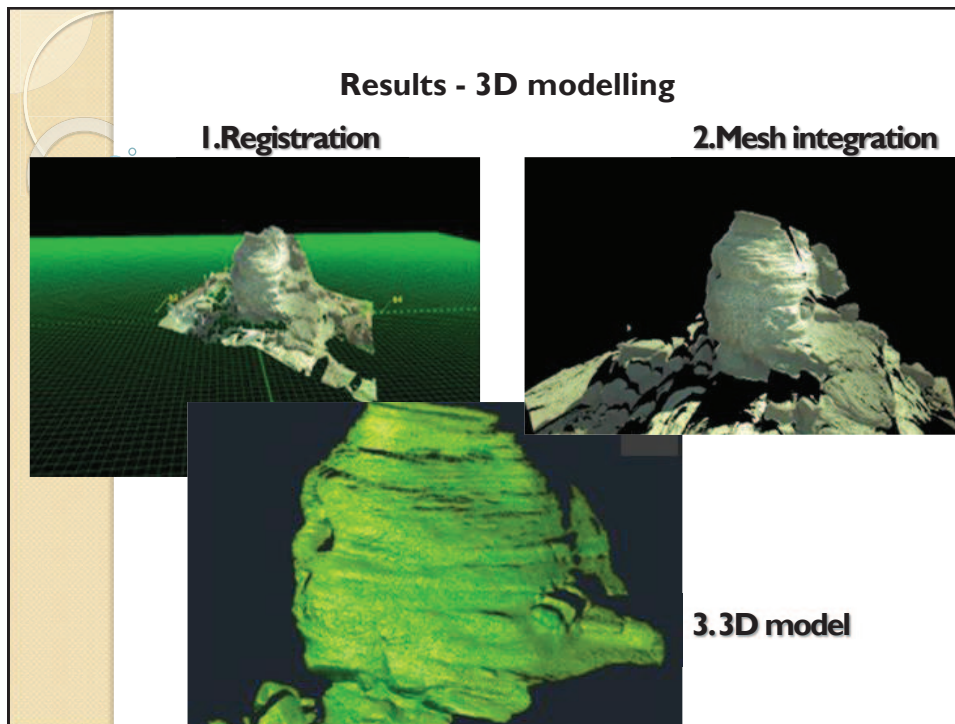 Results - 3D modelling
1.Registration
2.Mesh integration
3.3D model